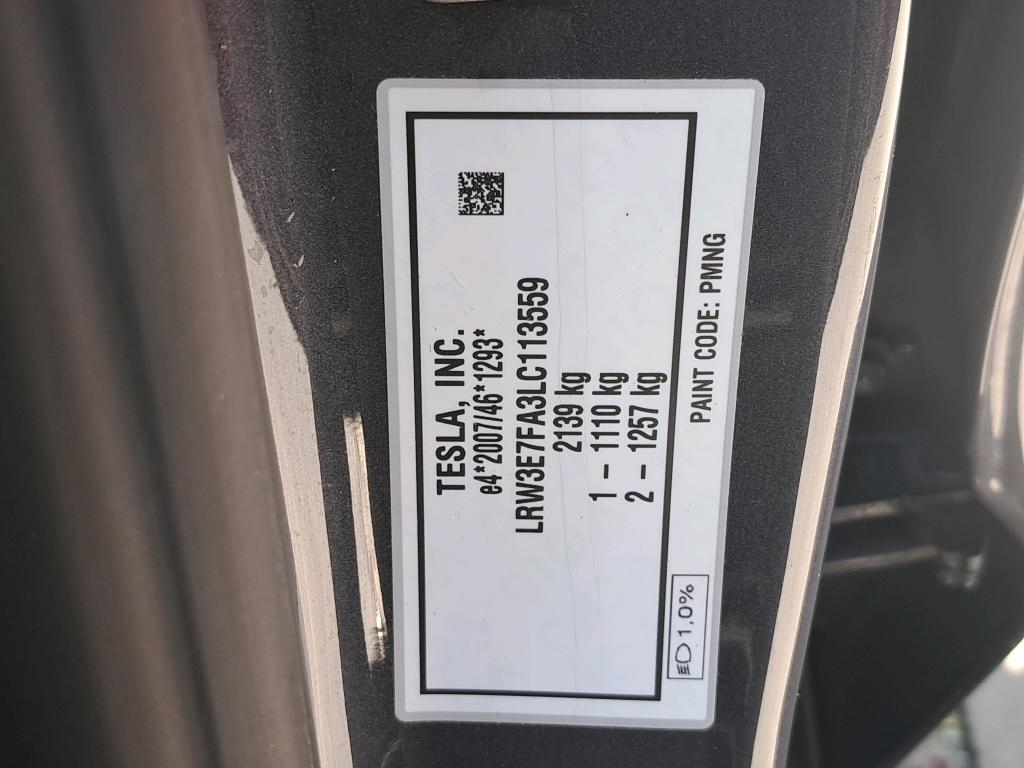 TESLA, INC.
e4*2007/46*1293*
LRW3E7FA3LC113559
2139 kg
1 – 1110 kg
2 – 1257 kg
1,0%
PAINT CODE: PMNG